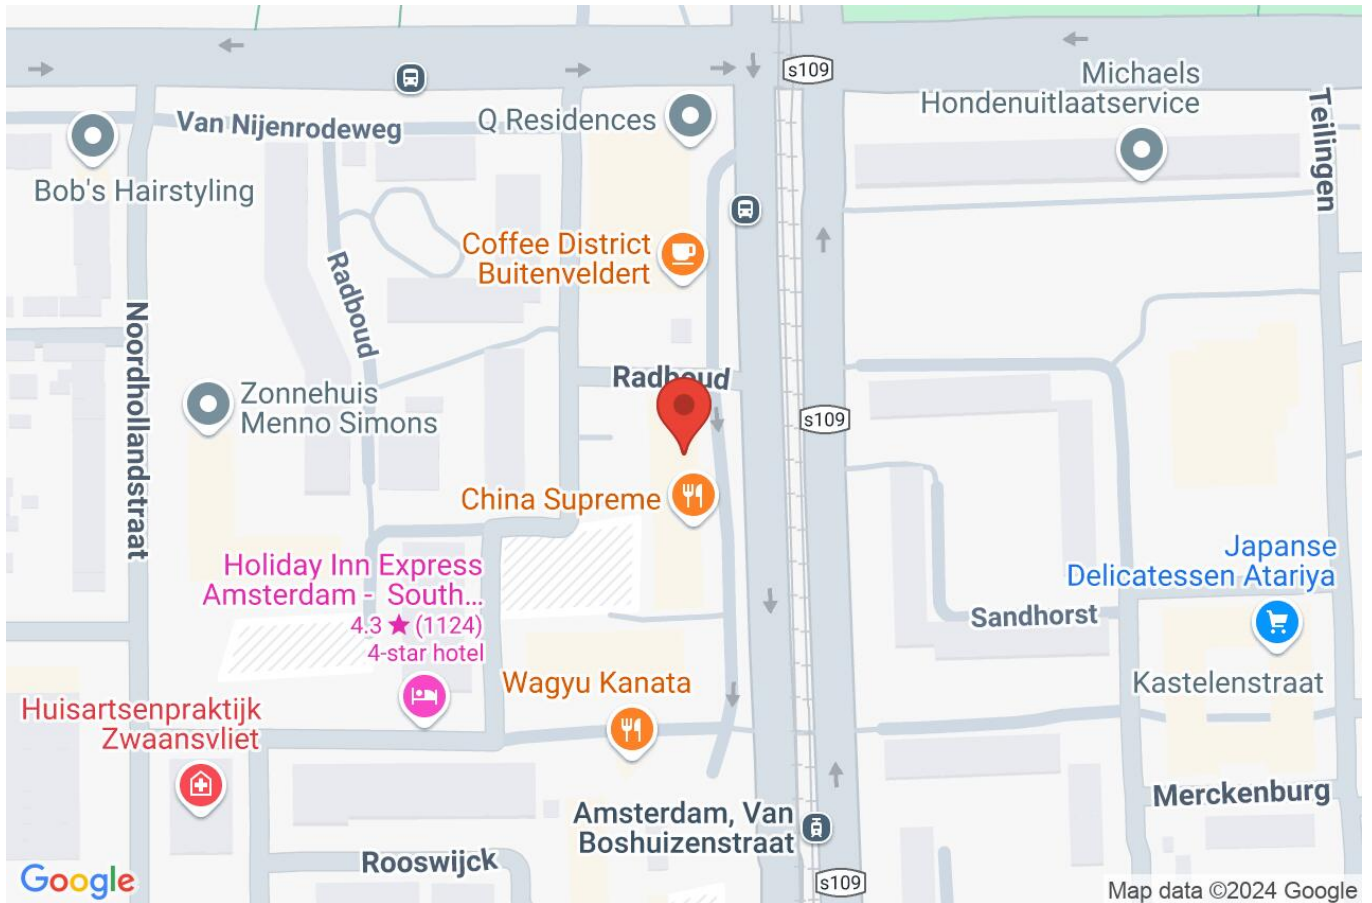 s109
Michaels
Hondenuitlaatservice
Teilingen
Van Nijenrodeweg
Q Residences
Bob's Hairstyling
Coffee District
Buitenveldert
Radboud
Noordhollandstraat
Radboud
Zonnehuis
Menno Simons
s109
China Supreme
Holiday Inn Express
Amsterdam - South...
4.3 ★ (1124)
4-star hotel
Japanse
Delicatessen Atariya
Sandhorst
Wagyu Kanata
Kastelenstraat
Huisartsenpraktijk
Zwaansvliet
Merckenburg
Amsterdam, Van
Boshuizenstraat
Rooswijck
s109
Google
Map data ©2024 Google